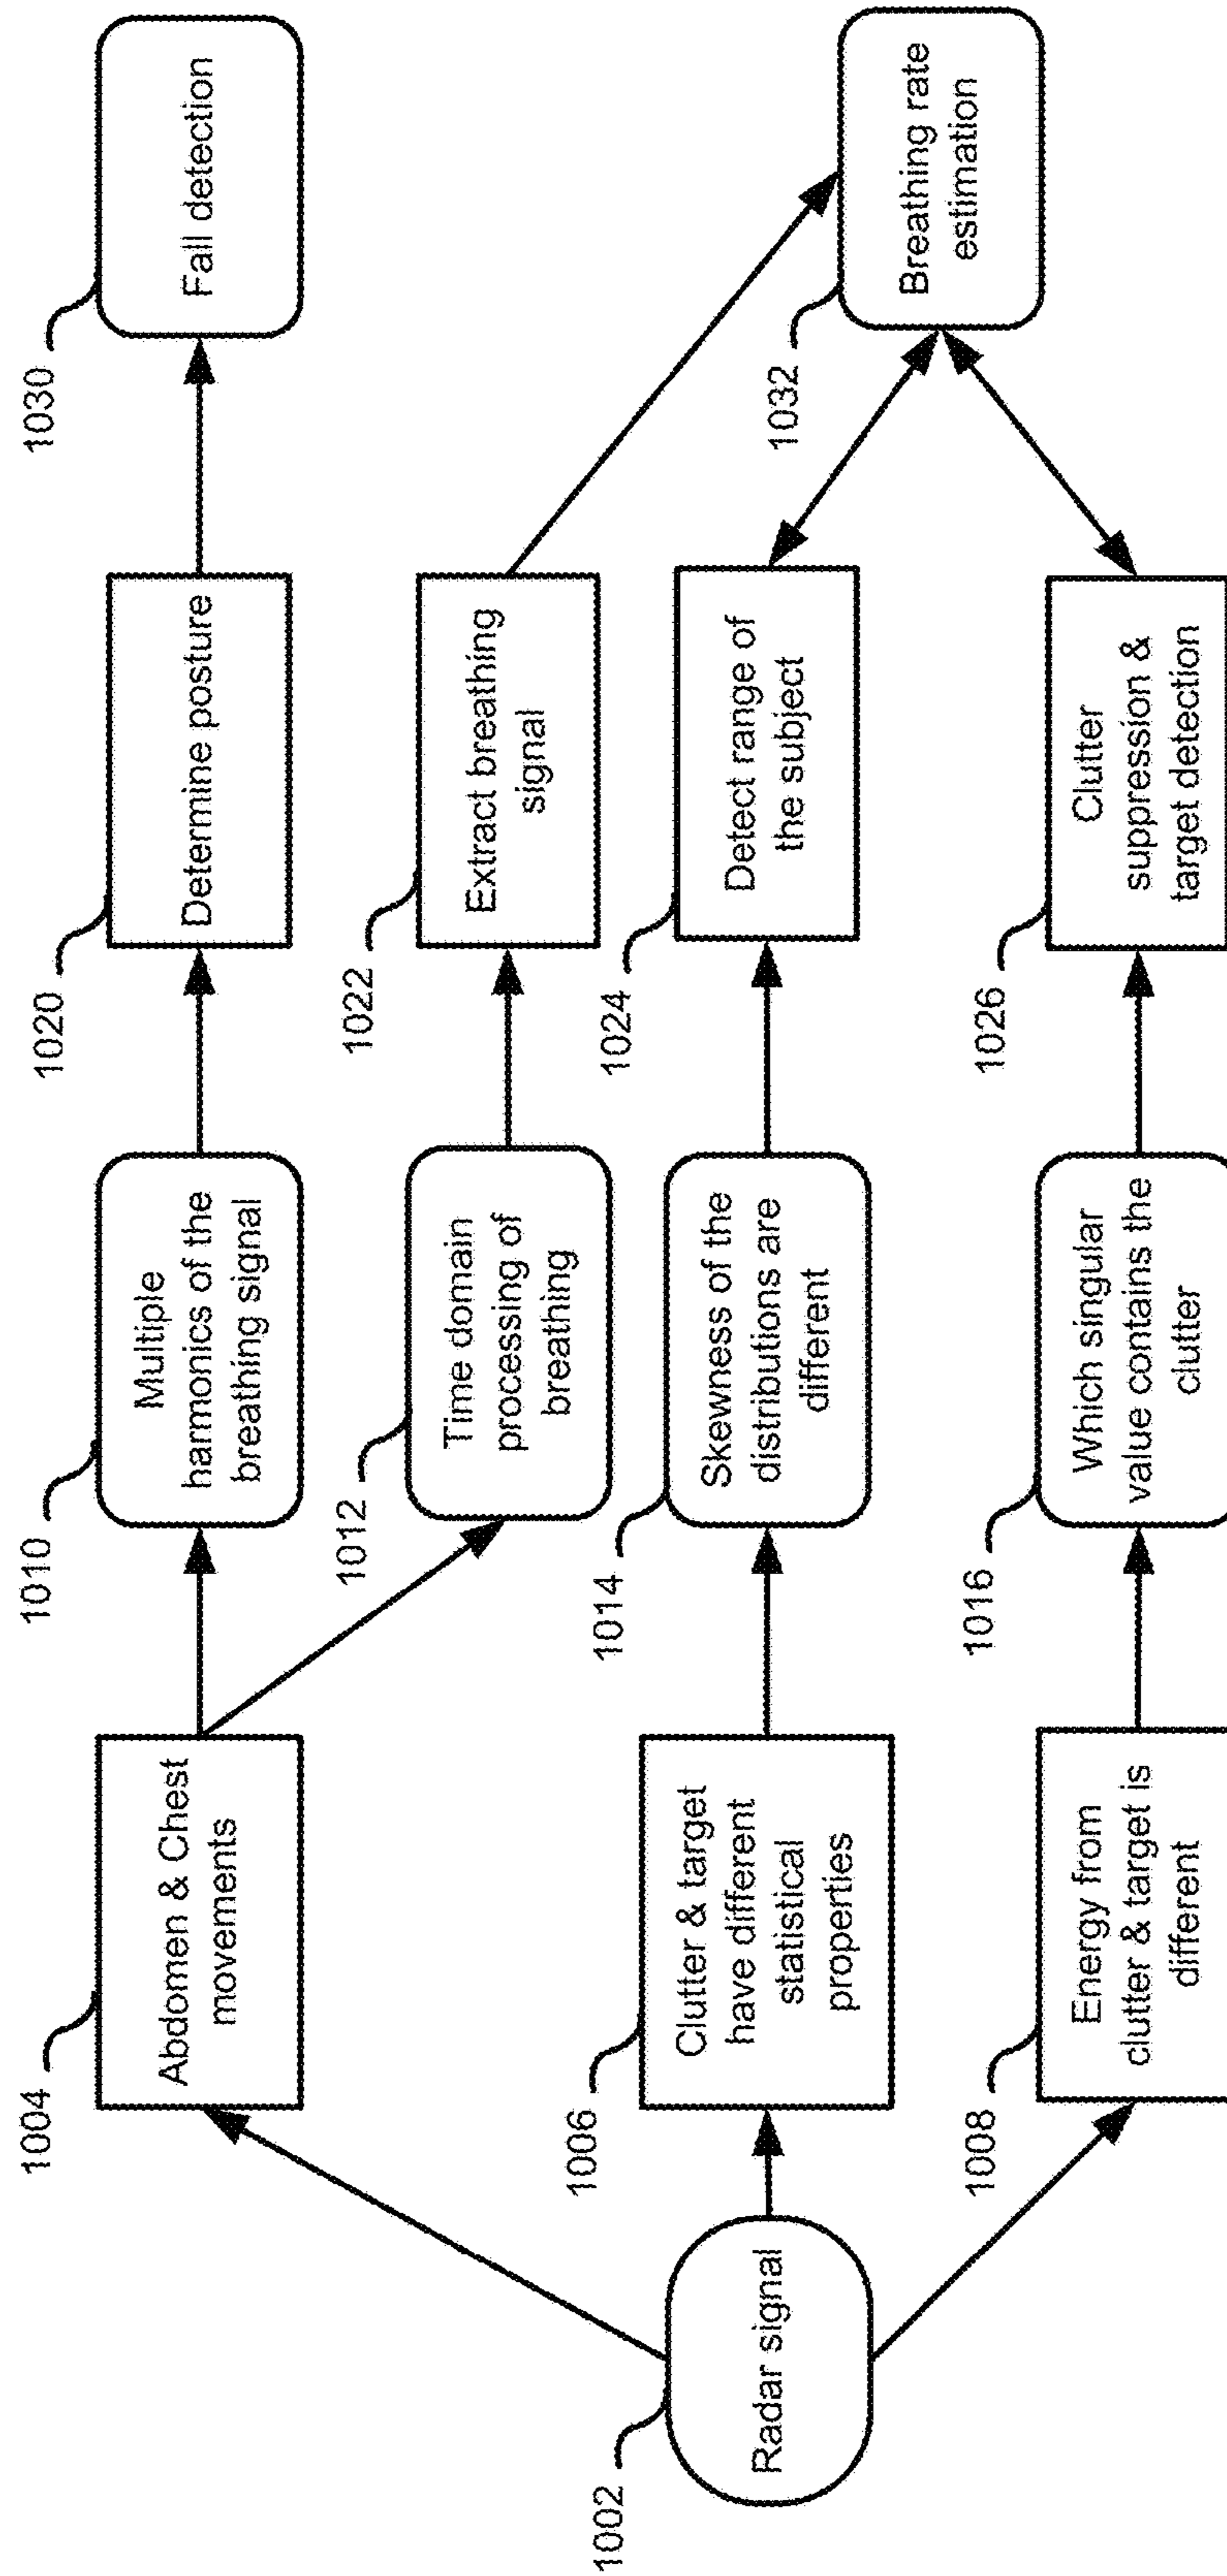 1002
Radar signal
1004
Abdomen & Chest
movements
1006
Clutter & target
have different
statistical
properties
1008
Energy from
clutter & target is
different
1010
Multiple
harmonics of the
breathing signal
1012
Time domain
processing of
breathing
1014
Skewness of the
distributions are
different
1016
Which singular
value contains the
clutter
1020
Determine posture
1022
Extract breathing
signal
1024
Detect range of
the subject
1026
Clutter
suppression &
target detection
1030
Fall detection
1032
Breathing rate
estimation